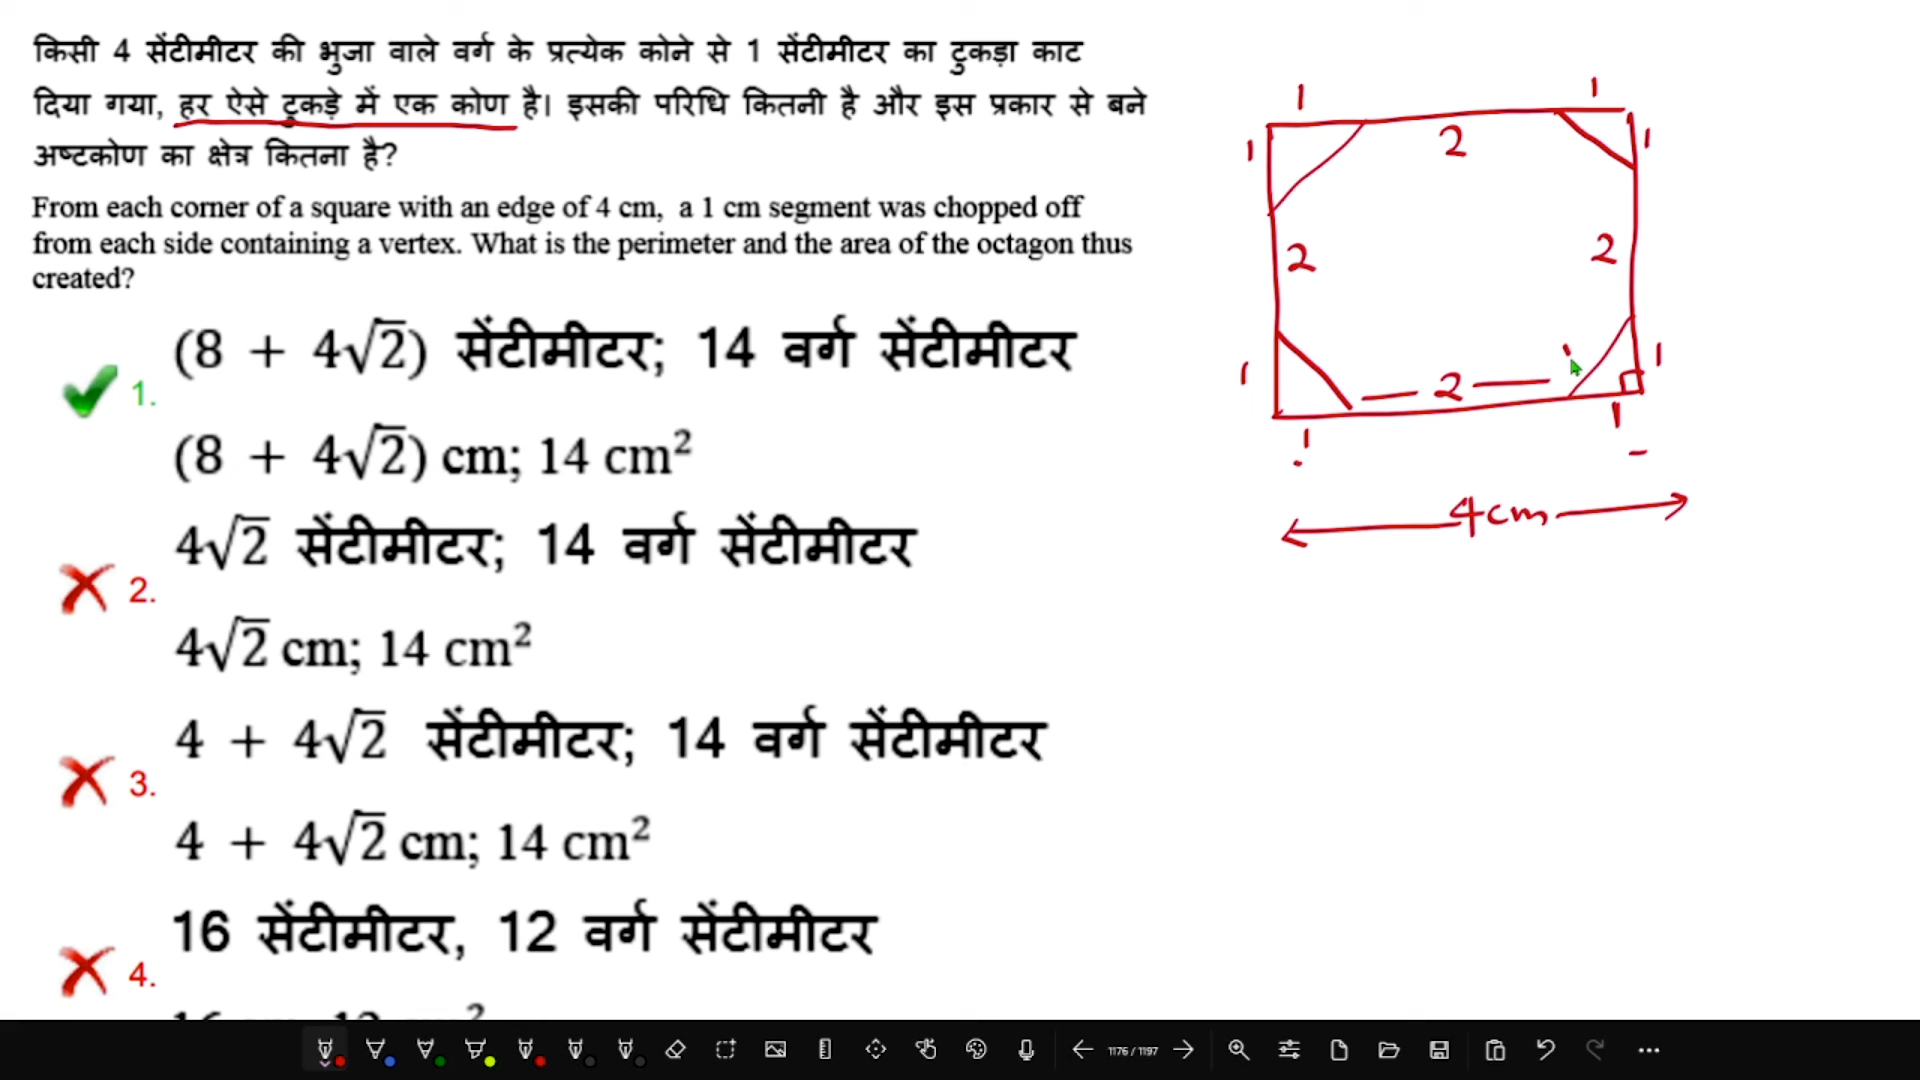 किसी 4 सेंटीमीटर की भुजा वाले वर्ग के प्रत्येक कोने से 1 सेंटीमीटर का टुकड़ा काट
दिया गया, हर ऐसे टुकड़े में एक कोण है। इसकी परिधि कितनी है और इस प्रकार से बने
अष्टकोण का क्षेत्र कितना है?
From each corner of a square with an edge of 4 cm, a 1 cm segment was chopped off
from each side containing a vertex. What is the perimeter and the area of the octagon thus
created?
(8 + 4√2) सेंटीमीटर; 14 वर्ग सेंटीमीटर
1.
(8 + 4√2) cm; 14 cm²
4√2 सेंटीमीटर; 14 वर्ग सेंटीमीटर
2.
4√2 cm; 14 cm²
4 + 4√2 सेंटीमीटर; 14 वर्ग सेंटीमीटर
3.
4 + 4√2 cm; 14 cm²
16 सेंटीमीटर, 12 वर्ग सेंटीमीटर
4.
1 1
1 2 1
2 2
1 2 1
1 1
4cm
1176 / 1197